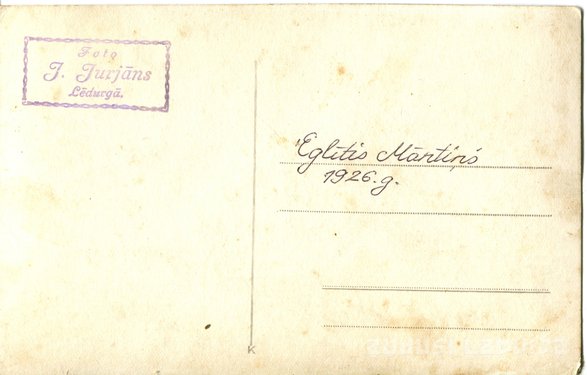 Foto
J. Jurjāns
Lēdurgā.
Eglītis Mārtiņš
1926.g.
K